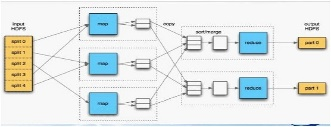 input
HDFS
split 0
split 1
split 2
split 3
split 4
map
map
map
copy
sort/merge
reduce
reduce
output
HDFS
part 0
part 1